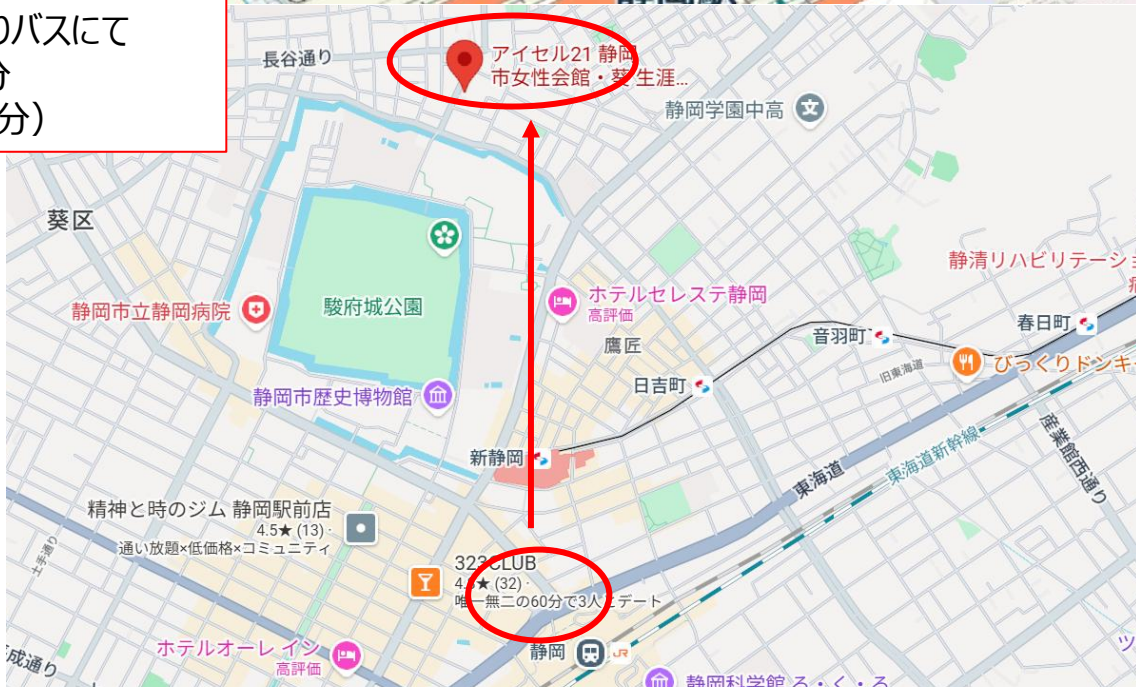 りバスにて
分
分）
長谷通り
アイセル21 静岡
市女性会館・葵 生涯...
静岡学園中高
葵区
静清リハビリテーショ
静岡市立静岡病院
駿府城公園
ホテルセレステ静岡
高評価
鷹匠
音羽町
春日町
旧東海道
びっくりドンキ
日吉町
静岡市歴史博物館
新静岡
東海道
東海道新幹線
産業館西通り
精神と時のジム 静岡駅前店
4.5★ (13)·
通い放題×低価格×コミュニティ
土手通り
323CLUB
★ (32)·
唯一無二の60分で3人とデート
ホテルオーレ イン
高評価
静岡
JR
成通り
静岡科学館 る・く・る
ツ